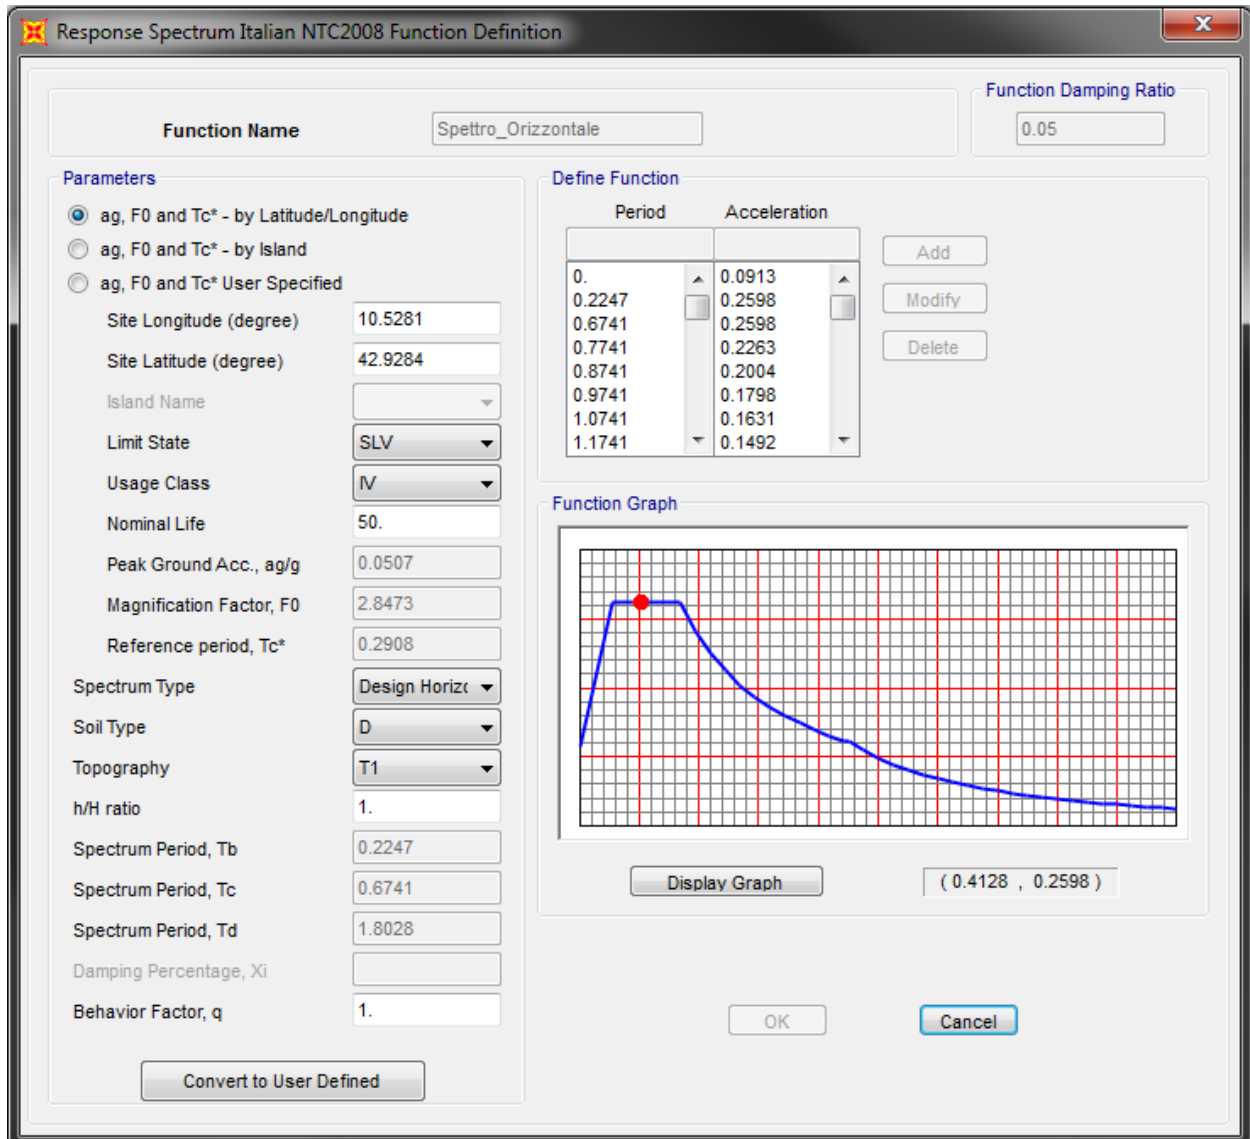 Response Spectrum Italian NTC2008 Function Definition
Function Name
Spettro_Orizzontale
Function Damping Ratio
0.05
Parameters
ag, F0 and Tc* - by Latitude/Longitude
ag, F0 and Tc* - by Island
ag, F0 and Tc* User Specified
Site Longitude (degree) 10.5281
Site Latitude (degree) 42.9284
Island Name
Limit State SLV
Usage Class IV
Nominal Life 50.
Peak Ground Acc., ag/g 0.0507
Magnification Factor, F0 2.8473
Reference period, Tc* 0.2908
Spectrum Type Design Horizc
Soil Type D
Topography T1
h/H ratio 1.
Spectrum Period, Tb 0.2247
Spectrum Period, Tc 0.6741
Spectrum Period, Td 1.8028
Damping Percentage, Xi
Behavior Factor, q 1.
Convert to User Defined
Define Function
Period Acceleration
0. 0.0913
0.2247 0.2598
0.6741 0.2598
0.7741 0.2263
0.8741 0.2004
0.9741 0.1798
1.0741 0.1631
1.1741 0.1492
Add
Modify
Delete
Function Graph
Display Graph
( 0.4128 , 0.2598 )
OK
Cancel